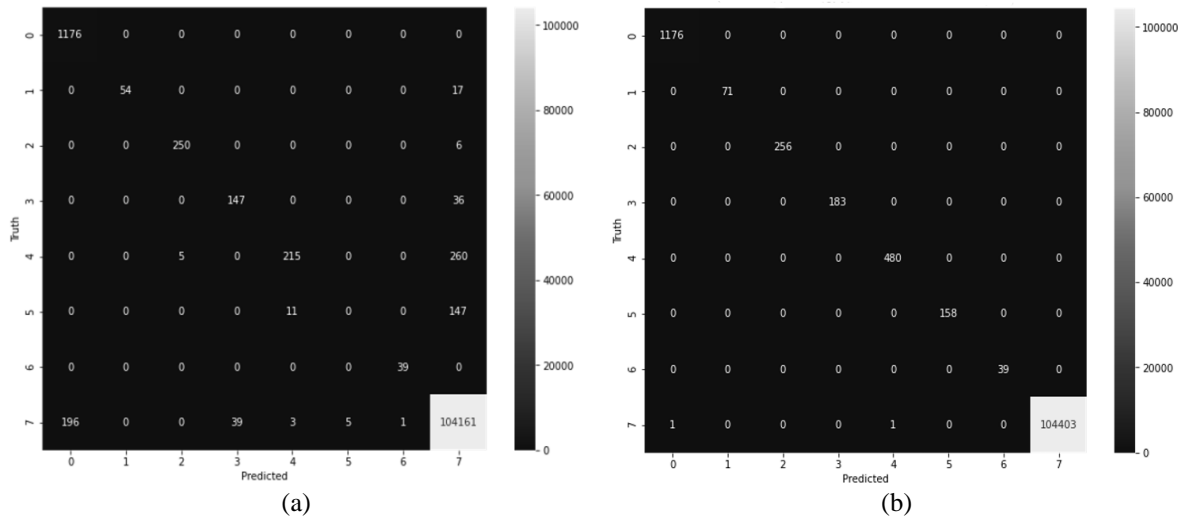 0 1176 0 0 0 0 0 0 0
1 0 54 0 0 0 0 0 17
2 0 0 250 0 0 0 0 6
3 0 0 0 147 0 0 0 36
4 0 0 5 0 215 0 0 260
5 0 0 0 0 11 0 0 147
6 0 0 0 0 0 0 39 0
7 196 0 0 39 3 5 1 104161
0 1 2 3 4 5 6 7
Predicted
Truth
100000
80000
60000
40000
20000
0
(a)
0 1176 0 0 0 0 0 0 0
1 0 71 0 0 0 0 0 0
2 0 0 256 0 0 0 0 0
3 0 0 0 183 0 0 0 0
4 0 0 0 0 480 0 0 0
5 0 0 0 0 0 158 0 0
6 0 0 0 0 0 0 39 0
7 1 0 0 0 1 0 0 104403
0 1 2 3 4 5 6 7
Predicted
Truth
100000
80000
60000
40000
20000
0
(b)